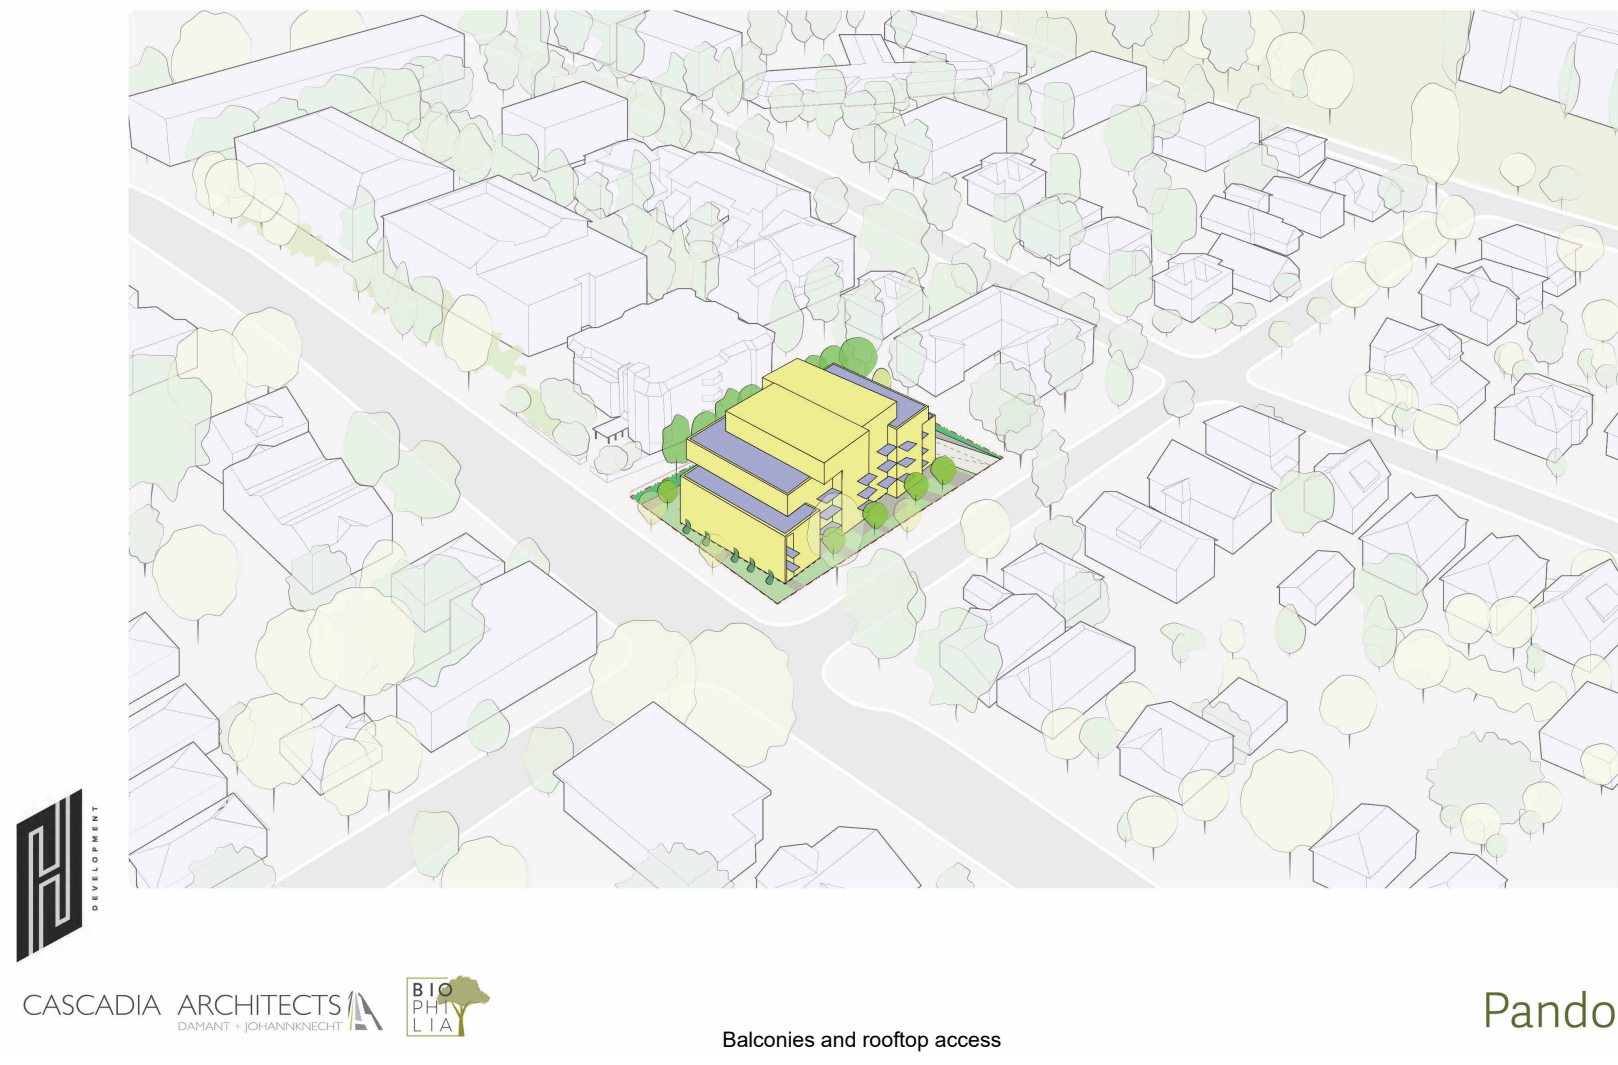 DEVELOPMENT
CASCADIA ARCHITECTS
DAMANT + JOHANNKNECHT
BIO
PHI
LIA
Balconies and rooftop access
Pando